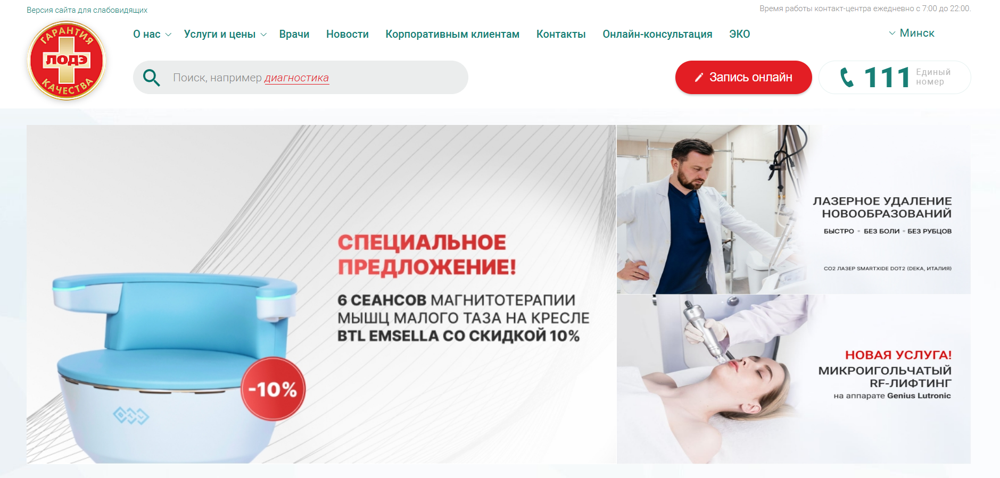 Версия сайта для слабовидящих
Время работы контакт-центра ежедневно с 7:00 до 22:00.
ГАРАНТИЯ
ЛОДЭ
КАЧЕСТВА
О нас
Услуги и цены
Врачи
Новости
Корпоративным клиентам
Контакты
Онлайн-консультация
ЭКО
Минск
Поиск, например диагностика
Запись онлайн
111
Единый
номер
СПЕЦИАЛЬНОЕ
ПРЕДЛОЖЕНИЕ!
6 СЕАНСОВ МАГНИТОТЕРАПИИ
МЫШЦ МАЛОГО ТАЗА НА КРЕСЛЕ
BTL EMSELLA СО СКИДКОЙ 10%
-10%
BTL
ЛАЗЕРНОЕ УДАЛЕНИЕ
НОВООБРАЗОВАНИЙ
БЫСТРО ◦ БЕЗ БОЛИ ◦ БЕЗ РУБЦОВ
СО2 ЛАЗЕР SMARTXIDE DOT2 (DEKA, ИТАЛИЯ)
НОВАЯ УСЛУГА!
МИКРОИГОЛЬЧАТЫЙ
RF-ЛИФТИНГ
на аппарате Genius Lutronic